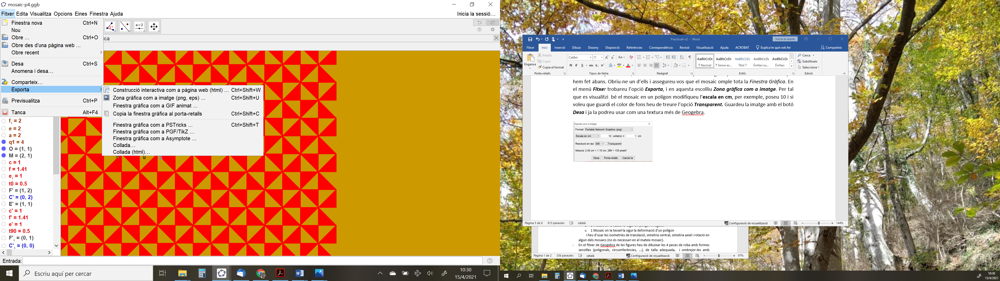 mosaic-p4.ggb
Fitxer Edita Visualitza Opcions Eines Finestra Ajuda
Inicia la sessió…
Finestra nova Ctrl+N
Nou
Obre … Ctrl+O
Obre des d'una pàgina web …
Obre recent
Desa Ctrl+S
Anomena i desa…
Comparteix…
Exporta
Previsualitza Ctrl+P
Tanca Alt+F4
a=2
ica
Construcció interactiva com a pàgina web (html) … Ctrl+Shift+W
Zona gràfica com a imatge (png, eps) … Ctrl+Shift+U
Finestra gràfica com a GIF animat …
Copia la finestra gràfica al porta-retalls Ctrl+Shift+C
Finestra gràfica com a PSTricks … Ctrl+Shift+T
Finestra gràfica com a PGF/TikZ …
Finestra gràfica com a Asymptote …
Collada…
Collada (html)…
u
f₁ = 2
e = 2
a = 2
q1 = 4
O = (1, 1)
M = (2, 1)
c = 1
f = 1.41
e₁ = 1
t0 = 0.5
F' = (1, 2)
C' = (0, 2)
E' = (1, 1)
c' = 1
f' = 1.41
e' = 1
t90 = 0.5
F'₁ = (0, 1)
C'₁ = (0, 0)
Entrada:
Escriu aquí per cercar
10:30
15/4/2021
Practica4-v2 - Word
Inicia la sessió
Fitxer Inici Inserció Dibuix Disseny Disposició Referències Correspondència Revisió Visualització Ajuda ACROBAT Explica'm què vols fer Comparteix
Enganxa
Retalla
Copia
Copia el format
Porta-retalls
Calibri 11
N K S abc x₂ x²
Tipus de lletra
Paràgraf
AaBbCcDc AaBbCcDc AaBbCcDc AaBbCcDc AaBbCcDc
¶ Normal ¶ Sense es... Títol 7 Èmfasi su... Èmfasi
Estils
Cerca
Substitueix
Selecciona
Edició
hem fet abans. Obriu-ne un d'ells i assegureu-vos que el mosaic omple tota la Finestra Gràfica. En
el menú Fitxer trobareu l'opció Exporta, i en aquesta escolliu Zona gràfica com a imatge. Per tal
que es visualitzi bé el mosaic en un polígon modifiqueu l'escala en cm, per exemple, poseu 10 i si
voleu que guardi el color de fons heu de treure l'opció Transparent. Guardeu la imatge amb el botó
Desa i ja la podreu usar com una textura més de Geogebra.
Exporta com a imatge
Format: Portable Network Graphics (png)
Escala en cm: 10 unitat(s) = 1 cm
Resolució en dpi: 300 Transparent
Mesura: 2.45 cm × 1.15 cm, 289 × 135 pixels²
Desa Porta-retalls Cancel·la
Pàgina 5 de 6 813 paraules català Configuració de visualització 144%
o 1 Mosaic on la tessel·la sigui la deformació d'un polígon
i heu d'usar les isometries de translació, simetria central, simetria axial i rotació en
algun dels mosaics (no és necessari en el mateix mosaic).
- En el fitxer de Geogebra de les figures heu de dibuixar les 4 peces de roba amb formes
senzilles (poligonals, circumferències, ...), de talla adequada, i ombrejar-les amb
Pàgina 1 de 2 336 paraules català Configuració de visualització 97%
10:30
15/4/2021